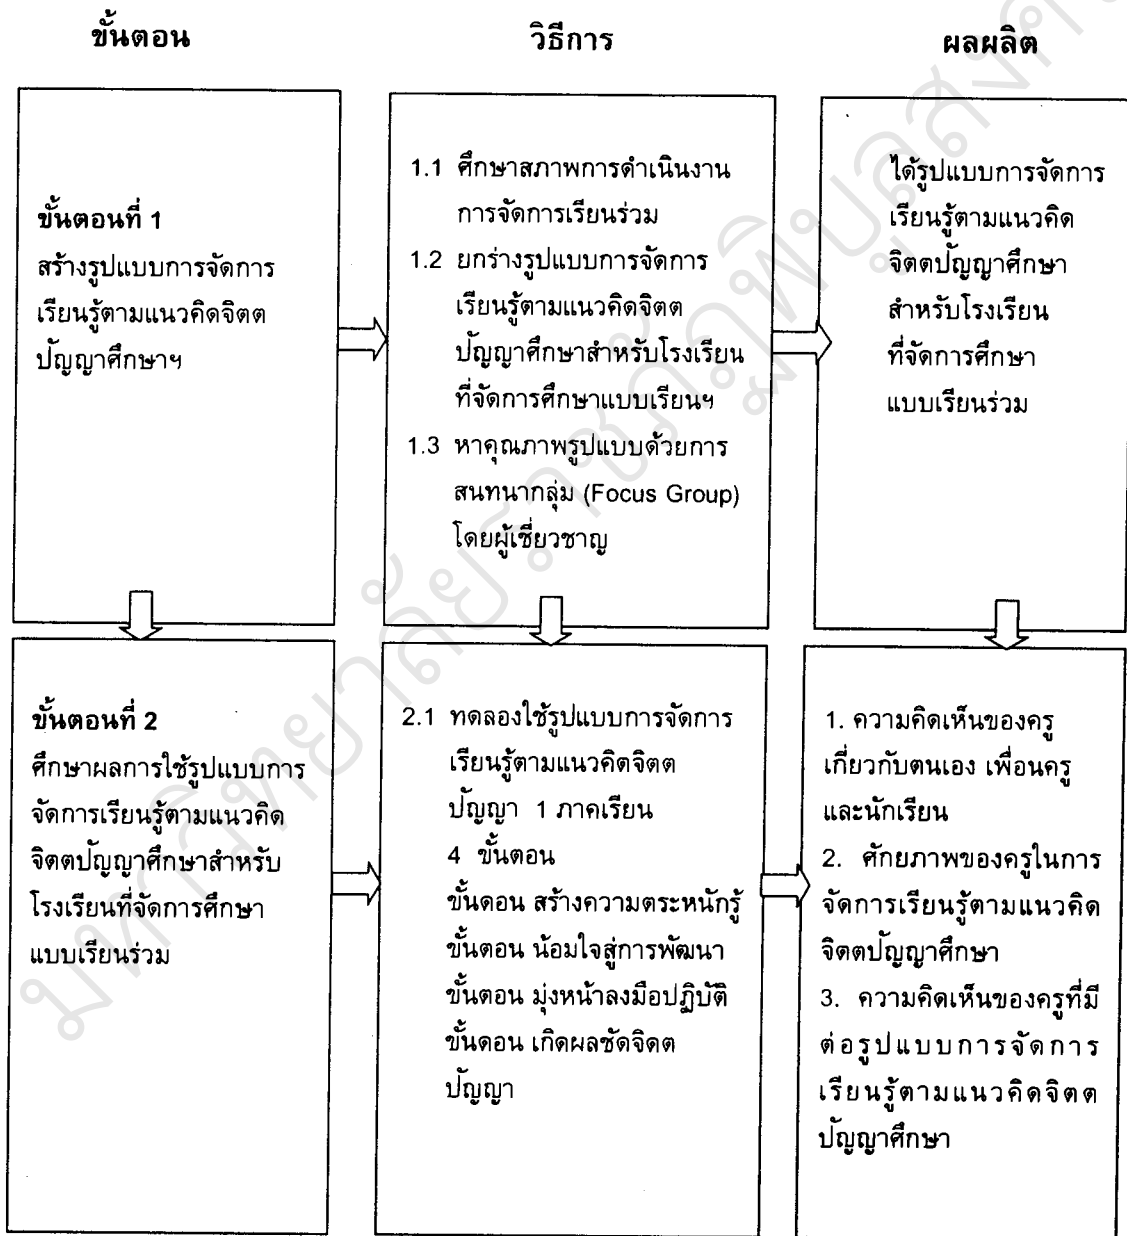 ขั้นตอน
วิธีการ
ผลผลิต
ขั้นตอนที่ 1
สร้างรูปแบบการจัดการ
เรียนรู้ตามแนวคิดจิตต
ปัญญาศึกษาฯ
1.1 ศึกษาสภาพการดำเนินงาน
การจัดการเรียนร่วม
1.2 ยกร่างรูปแบบการจัดการ
เรียนรู้ตามแนวคิดจิตต
ปัญญาศึกษาสำหรับโรงเรียน
ที่จัดการศึกษาแบบเรียนฯ
1.3 หาคุณภาพรูปแบบด้วยการ
สนทนากลุ่ม (Focus Group)
โดยผู้เชี่ยวชาญ
ได้รูปแบบการจัดการ
เรียนรู้ตามแนวคิด
จิตตปัญญาศึกษา
สำหรับโรงเรียน
ที่จัดการศึกษา
แบบเรียนร่วม
ขั้นตอนที่ 2
ศึกษาผลการใช้รูปแบบการ
จัดการเรียนรู้ตามแนวคิด
จิตตปัญญาศึกษาสำหรับ
โรงเรียนที่จัดการศึกษา
แบบเรียนร่วม
2.1 ทดลองใช้รูปแบบการจัดการ
เรียนรู้ตามแนวคิดจิตต
ปัญญา 1 ภาคเรียน
4 ขั้นตอน
ขั้นตอน สร้างความตระหนักรู้
ขั้นตอน น้อมใจสู่การพัฒนา
ขั้นตอน มุ่งหน้าลงมือปฏิบัติ
ขั้นตอน เกิดผลชัดจิตต
ปัญญา
1. ความคิดเห็นของครู
เกี่ยวกับตนเอง เพื่อนครู
และนักเรียน
2. ศักยภาพของครูในการ
จัดการเรียนรู้ตามแนวคิด
จิตตปัญญาศึกษา
3. ความคิดเห็นของครูที่มี
ต่อรูปแบบการจัดการ
เรียนรู้ตามแนวคิดจิตต
ปัญญาศึกษา
มหาวิทยาลัยราชภัฏพิบูลสงคราม